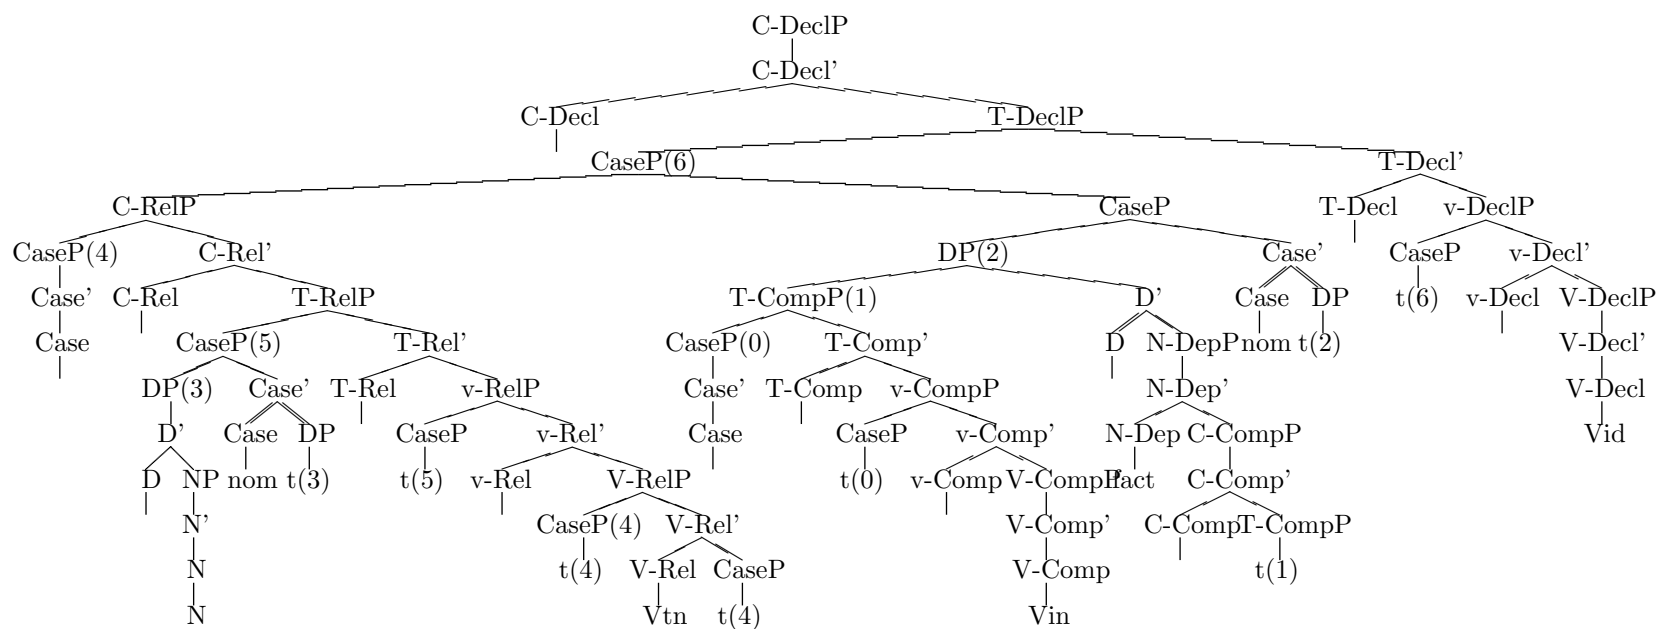 C-DeclP
C-Decl'
C-Decl T-DeclP
CaseP(6) T-Decl'
C-RelP CaseP T-Decl v-DeclP
CaseP(4) C-Rel' DP(2) Case' CaseP v-Decl'
Case' C-Rel T-RelP T-CompP(1) D' Case DP t(6) v-Decl V-DeclP
Case CaseP(5) T-Rel' CaseP(0) T-Comp' D N-DepP nom t(2) V-Decl'
DP(3) Case' T-Rel v-RelP Case' T-Comp v-CompP N-Dep' V-Decl
D' Case DP CaseP v-Rel' Case CaseP v-Comp' N-Dep C-CompP Vid
D NP nom t(3) t(5) v-Rel V-RelP t(0) v-Comp V-CompP fact C-Comp'
N' CaseP(4) V-Rel' V-Comp' C-Comp T-CompP
N t(4) V-Rel CaseP V-Comp t(1)
N Vtn t(4) Vin